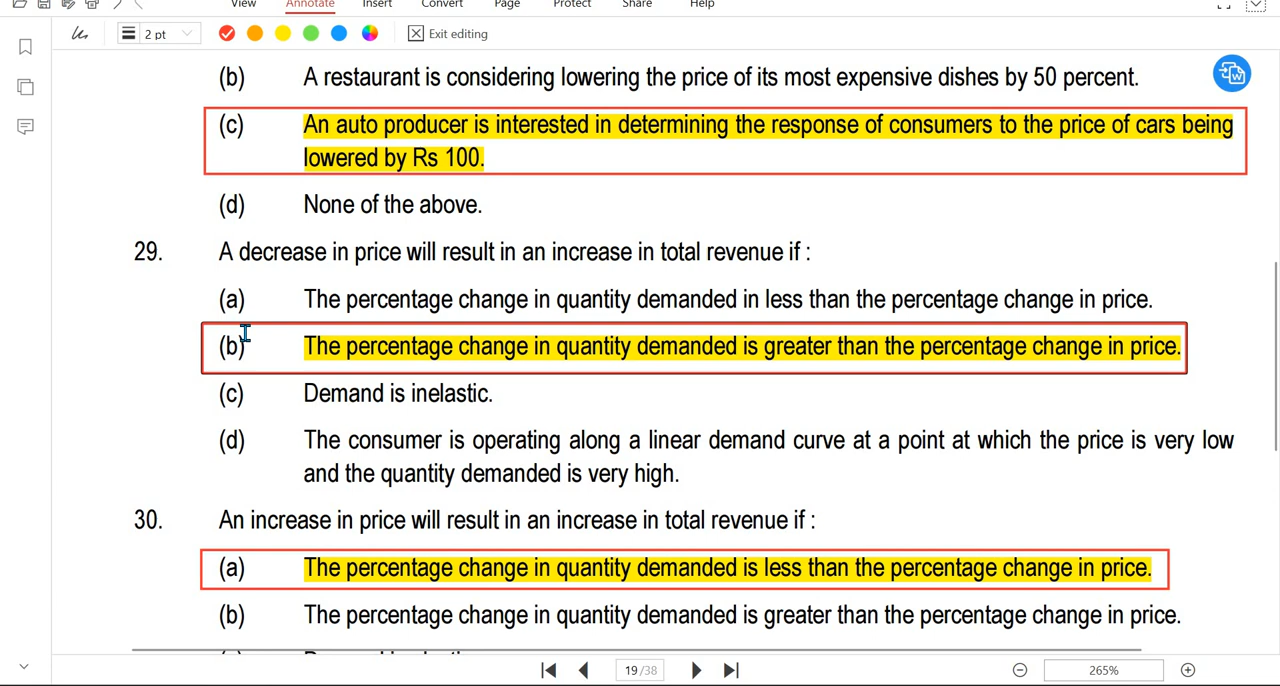 View Annotate Insert Convert Page Protect Share Help
2 pt Exit editing
(b) A restaurant is considering lowering the price of its most expensive dishes by 50 percent.
(c) An auto producer is interested in determining the response of consumers to the price of cars being
lowered by Rs 100.
(d) None of the above.
29. A decrease in price will result in an increase in total revenue if :
(a) The percentage change in quantity demanded in less than the percentage change in price.
(b) The percentage change in quantity demanded is greater than the percentage change in price.
(c) Demand is inelastic.
(d) The consumer is operating along a linear demand curve at a point at which the price is very low
and the quantity demanded is very high.
30. An increase in price will result in an increase in total revenue if :
(a) The percentage change in quantity demanded is less than the percentage change in price.
(b) The percentage change in quantity demanded is greater than the percentage change in price.
19/38 265%